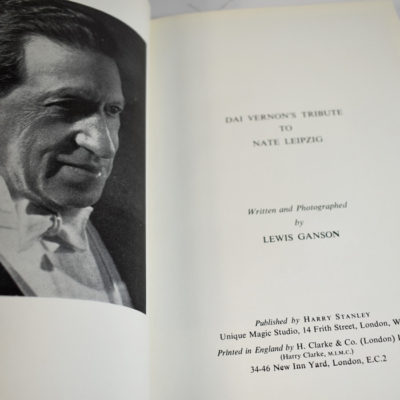 DAI VERNON'S TRIBUTE
TO
NATE LEIPZIG
Written and Photographed
by
LEWIS GANSON
Published by HARRY STANLEY
Unique Magic Studio, 14 Frith Street, London, W
Printed in England by H. Clarke & Co. (London)
(Harry Clarke, M.I.M.C.)
34-46 New Inn Yard, London, E.C.2